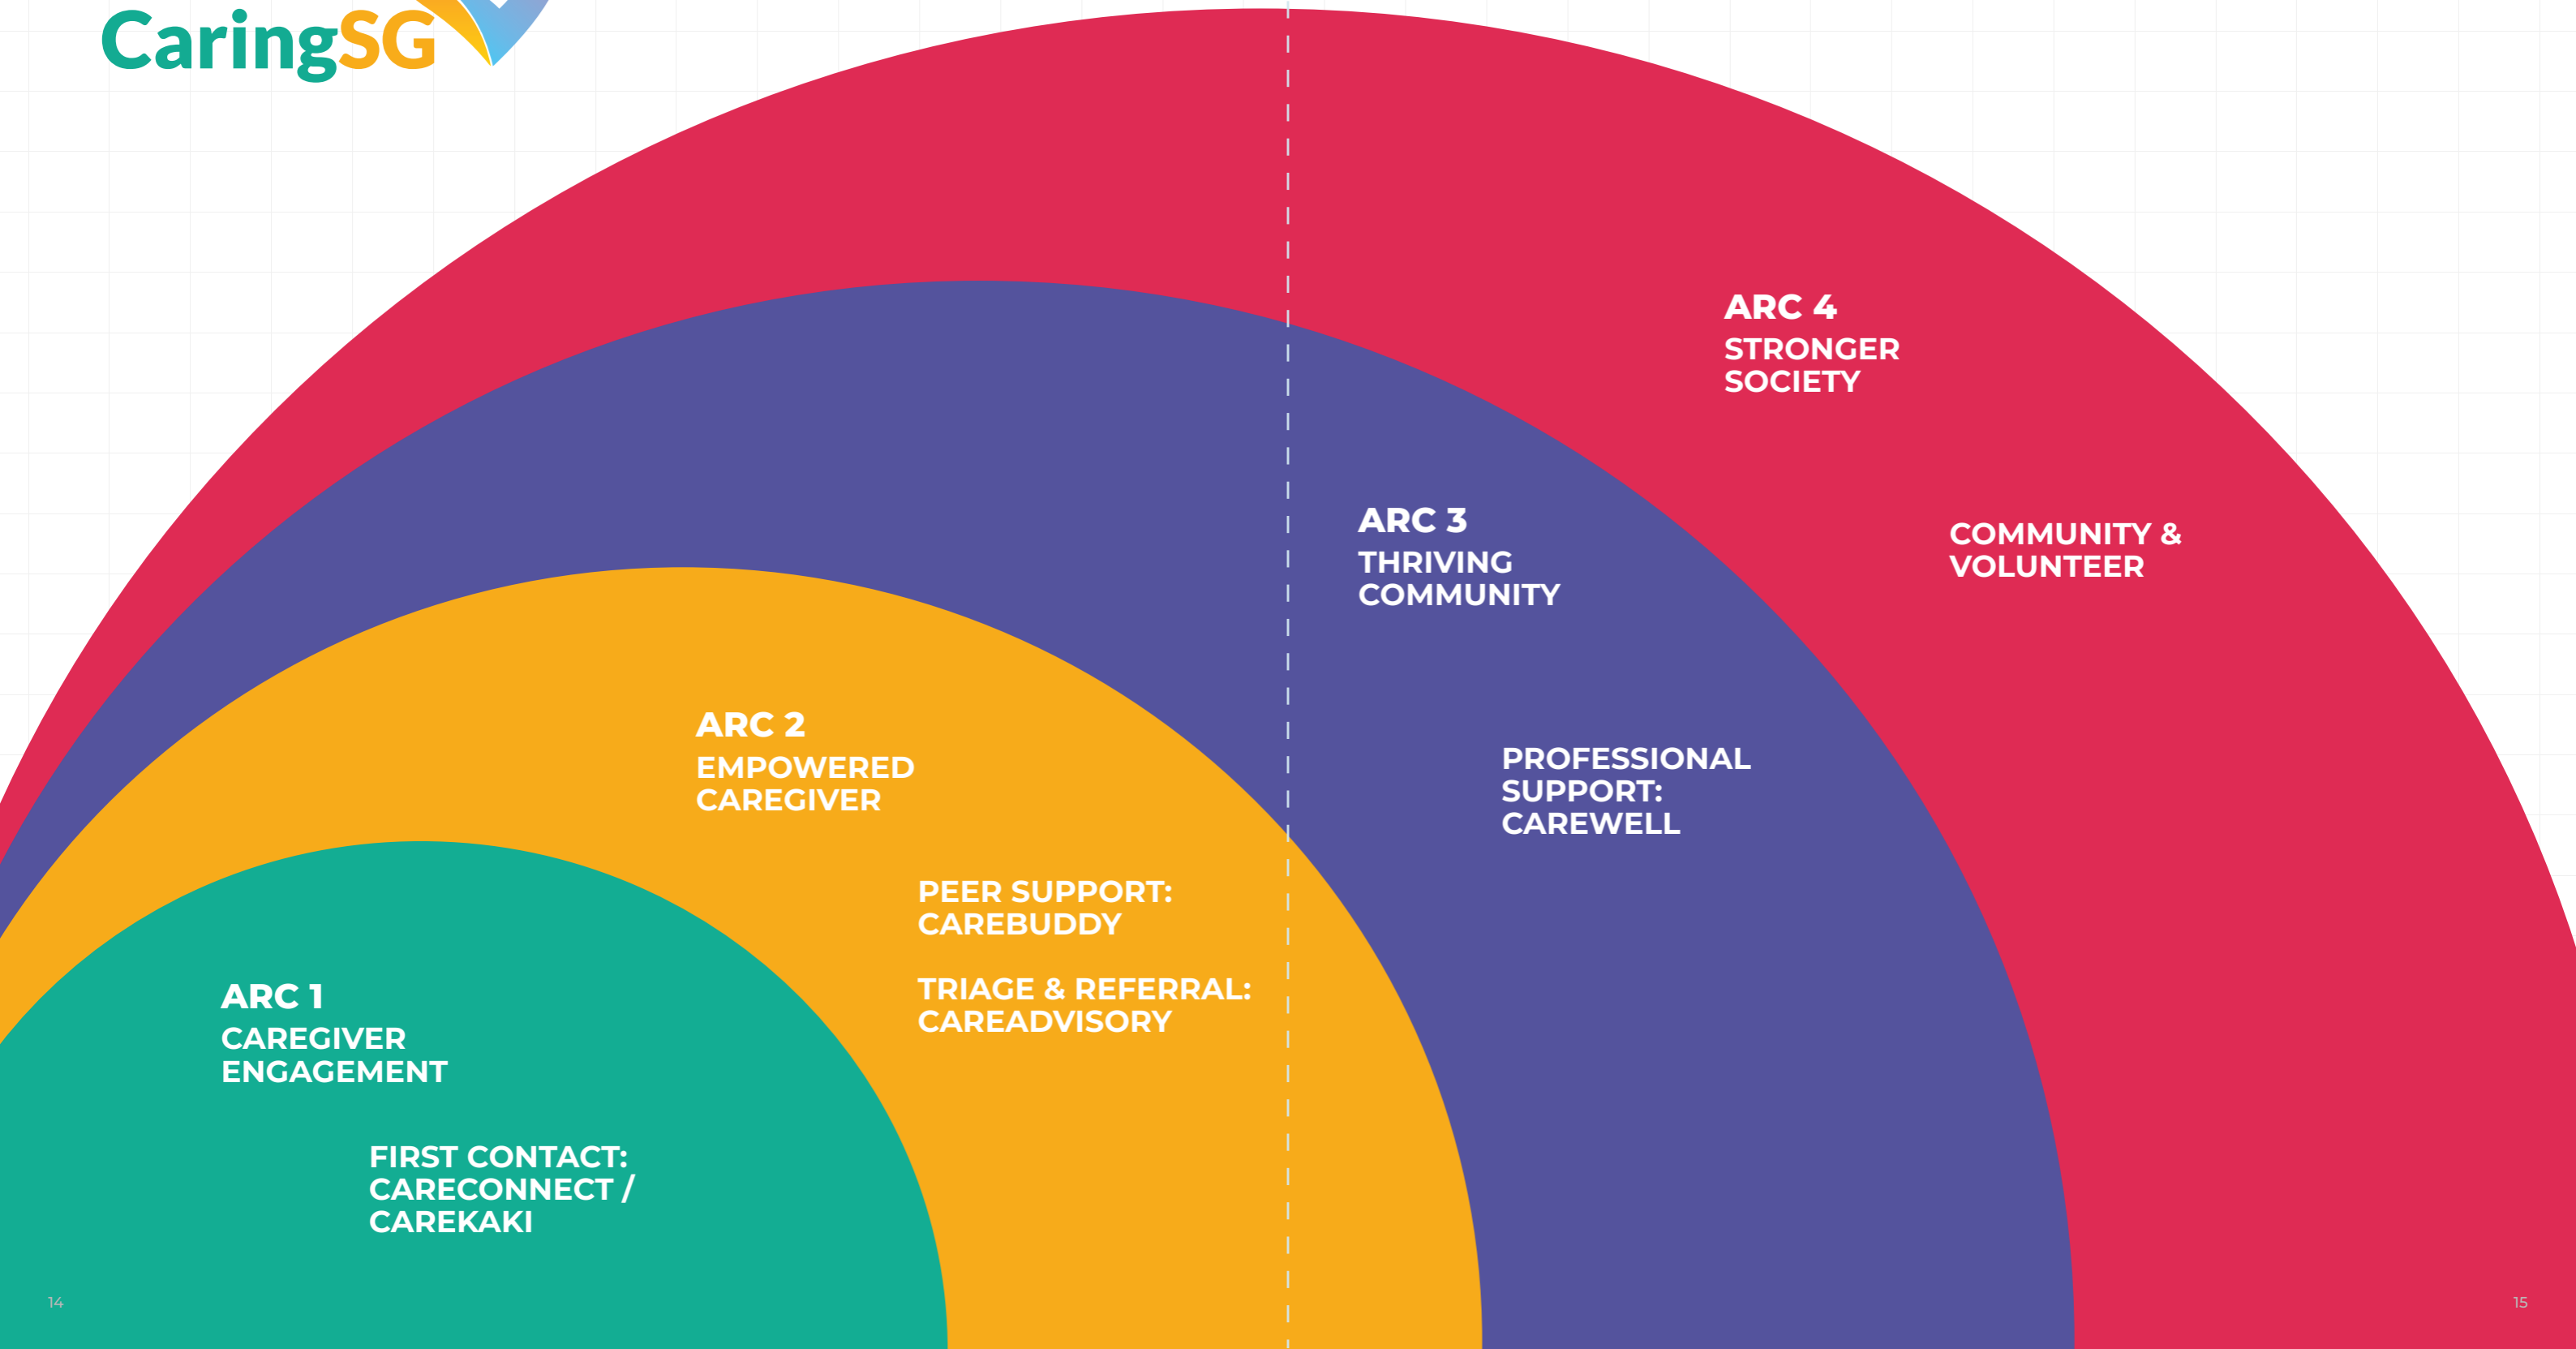 CaringSG
ARC 4
STRONGER
SOCIETY
COMMUNITY &
VOLUNTEER
ARC 3
THRIVING
COMMUNITY
PROFESSIONAL
SUPPORT:
CAREWELL
ARC 2
EMPOWERED
CAREGIVER
PEER SUPPORT:
CAREBUDDY
TRIAGE & REFERRAL:
CAREADVISORY
ARC 1
CAREGIVER
ENGAGEMENT
FIRST CONTACT:
CARECONNECT /
CAREKAKI
14
15